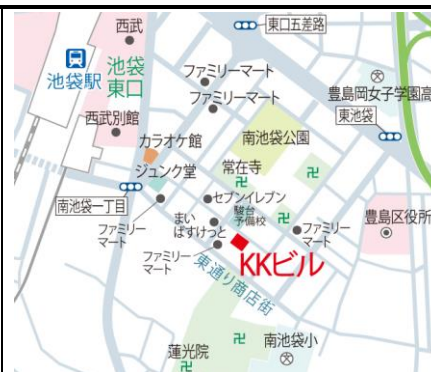 西武
東口五差路
池袋駅
池袋
東口
ファミリーマート
豊島岡女子学園高
西武別館
ファミリーマート
東池袋
カラオケ館
南池袋公園
ジュンク堂
常在寺
南池袋一丁目
セブンイレブン
駿台
予備校
豊島区役所
ファミリー
マート
まい
ばすけっと
ファミリー
マート
ファミリー
マート
KKビル
東通り商店街
蓮光院
南池袋小